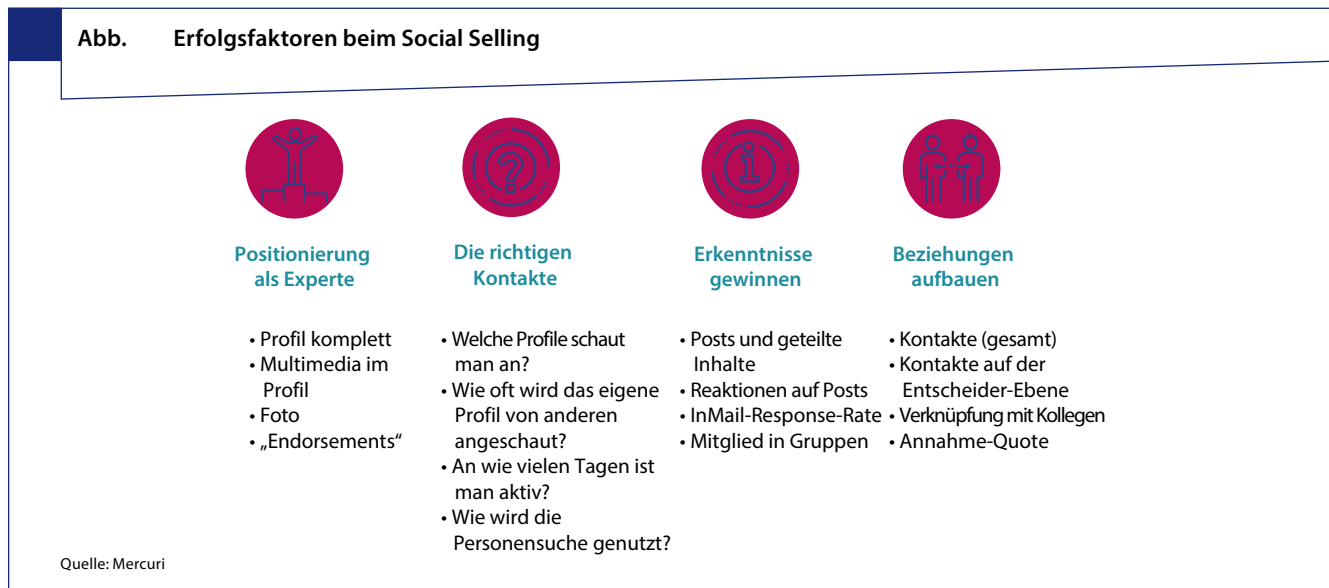 Abb. Erfolgsfaktoren beim Social Selling
Positionierung
als Experte
• Profil komplett
• Multimedia im
Profil
• Foto
• „Endorsements“
Die richtigen
Kontakte
• Welche Profile schaut
man an?
• Wie oft wird das eigene
Profil von anderen
angeschaut?
• An wie vielen Tagen ist
man aktiv?
• Wie wird die
Personensuche genutzt?
Erkenntnisse
gewinnen
• Posts und geteilte
Inhalte
• Reaktionen auf Posts
• InMail-Response-Rate
• Mitglied in Gruppen
Beziehungen
aufbauen
• Kontakte (gesamt)
• Kontakte auf der
Entscheider-Ebene
• Verknüpfung mit Kollegen
• Annahme-Quote
Quelle: Mercuri